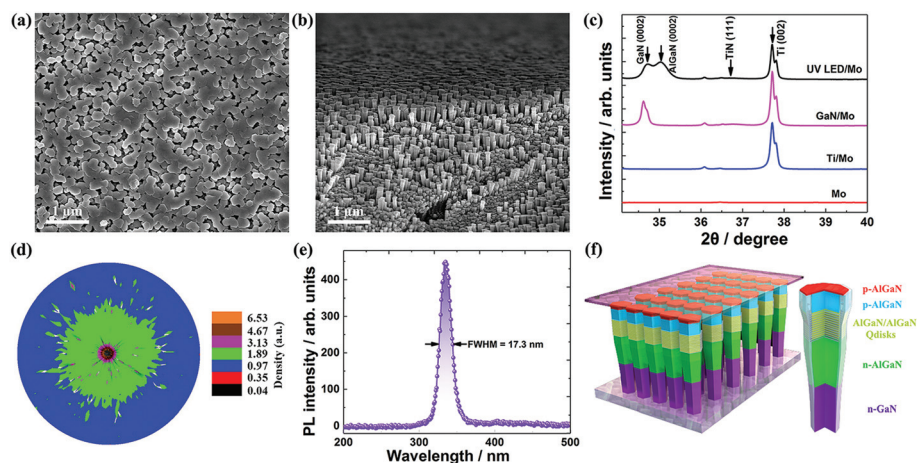 (a)
1 µm
(b)
1 µm
(c)
Intensity / arb. units
GaN (0002)
AlGaN (0002)
TiN (111)
Ti (002)
UV LED/Mo
GaN/Mo
Ti/Mo
Mo
35 36 37 38 39 40
2θ / degree
(d)
6.53
4.67
3.13
1.89
0.97
0.35
0.04
Density (a.u.)
(e)
PL intensity / arb. units
400
300
200
100
0
FWHM = 17.3 nm
200 300 400 500
Wavelength / nm
(f)
p-AlGaN
p-AlGaN
AlGaN/AlGaN
Qdisks
n-AlGaN
n-GaN